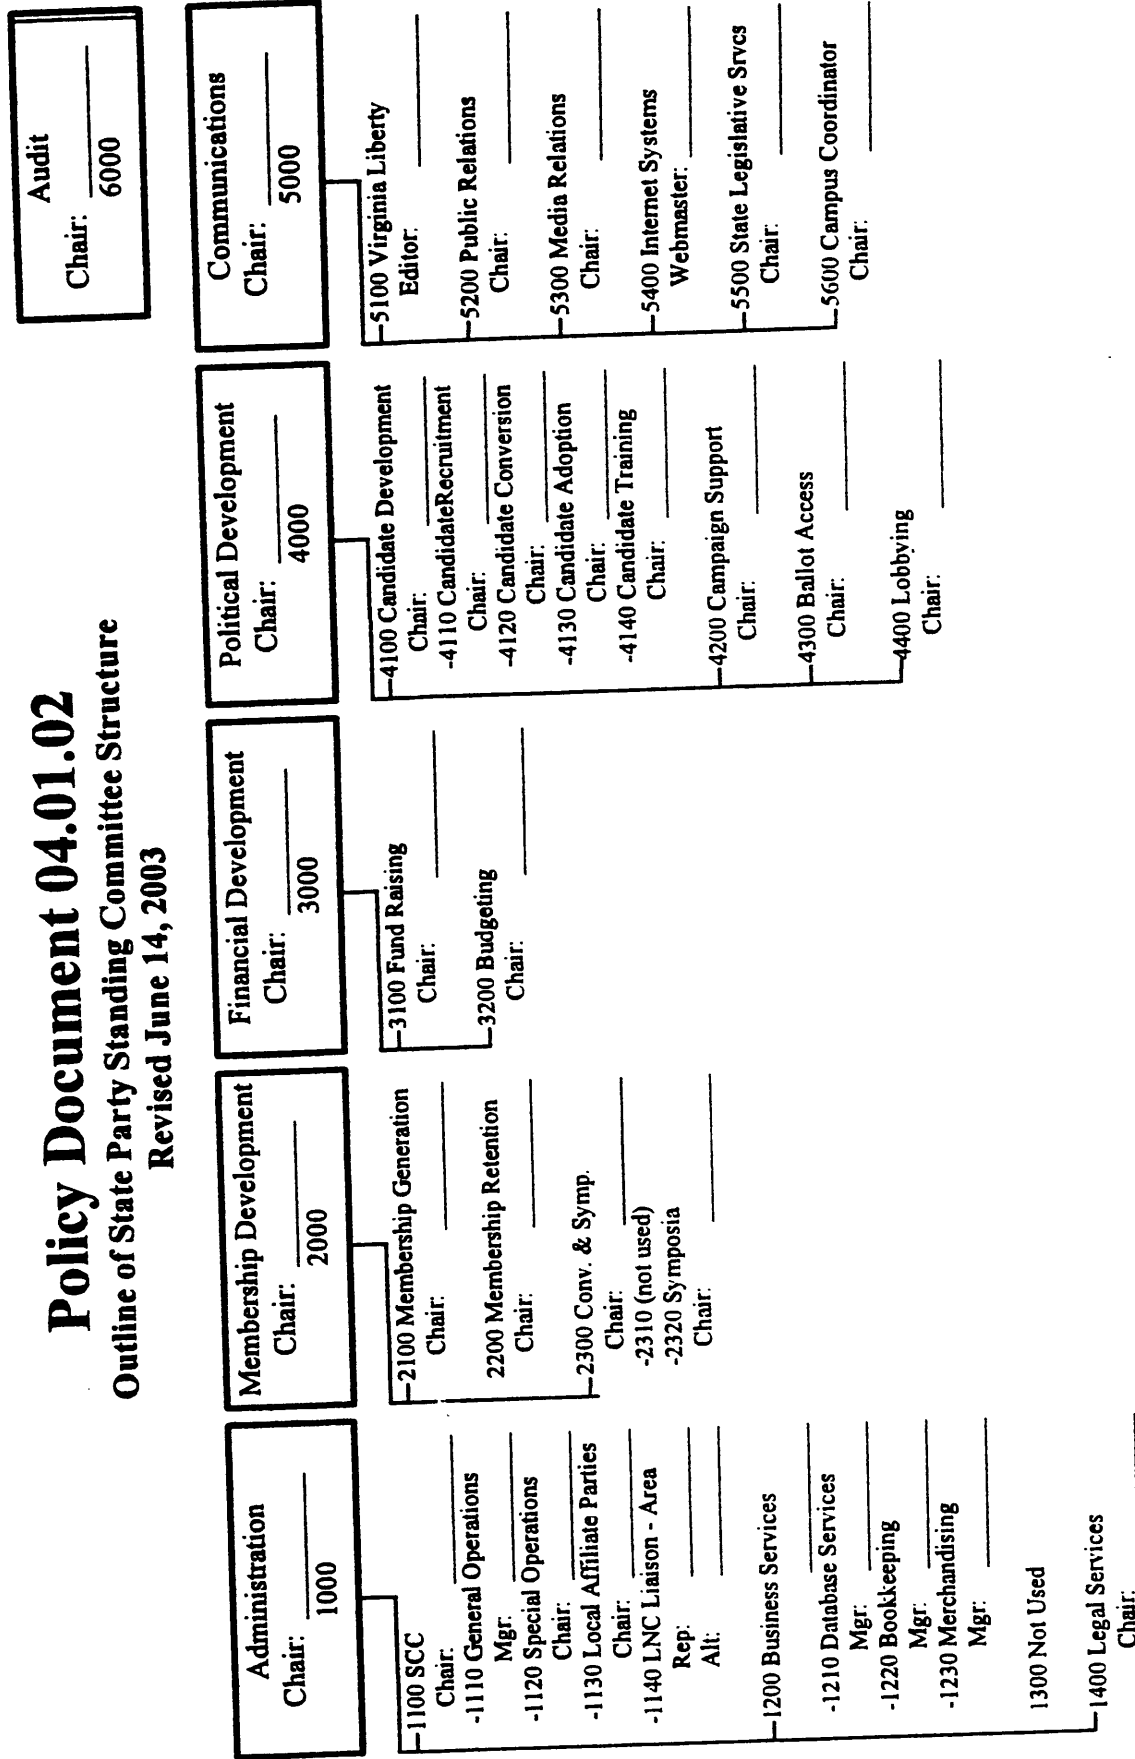 Policy Document 04.01.02
Outline of State Party Standing Committee Structure
Revised June 14, 2003
Audit
Chair:
6000
Administration
Chair:
1000
1100 SCC
Chair:
-1110 General Operations
Mgr:
-1120 Special Operations
Chair:
-1130 Local Affiliate Parties
Chair:
-1140 LNC Liaison - Area
Rep:
Alt:
1200 Business Services
-1210 Database Services
Mgr:
-1220 Bookkeeping
Mgr:
-1230 Merchandising
Mgr:
1300 Not Used
1400 Legal Services
Chair:
Membership Development
Chair:
2000
2100 Membership Generation
Chair:
2200 Membership Retention
Chair:
2300 Conv. & Symp.
Chair:
-2310 (not used)
-2320 Symposia
Chair:
Financial Development
Chair:
3000
3100 Fund Raising
Chair:
3200 Budgeting
Chair:
Political Development
Chair:
4000
4100 Candidate Development
Chair:
-4110 CandidateRecruitment
Chair:
-4120 Candidate Conversion
Chair:
-4130 Candidate Adoption
Chair:
-4140 Candidate Training
Chair:
4200 Campaign Support
Chair:
4300 Ballot Access
Chair:
4400 Lobbying
Chair:
Communications
Chair:
5000
5100 Virginia Liberty
Editor:
5200 Public Relations
Chair:
5300 Media Relations
Chair:
5400 Internet Systems
Webmaster:
5500 State Legislative Srvcs
Chair:
5600 Campus Coordinator
Chair: